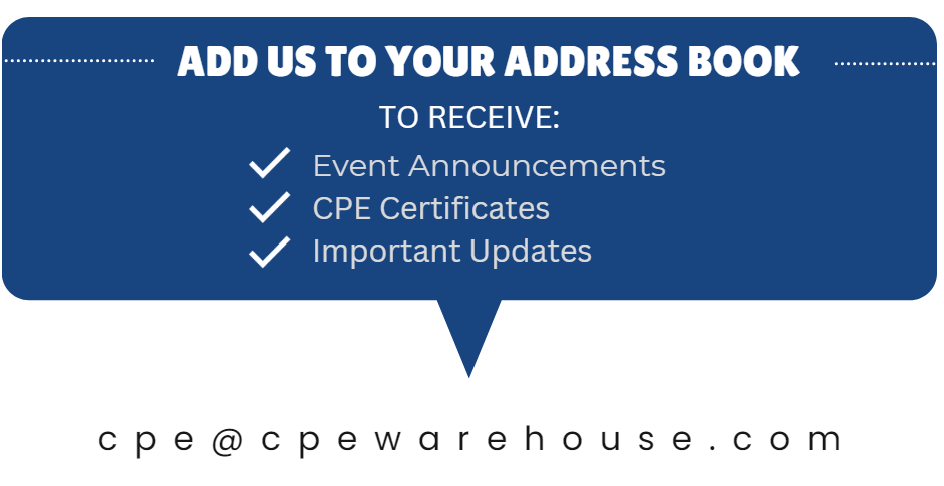 ADD US TO YOUR ADDRESS BOOK
TO RECEIVE:
Event Announcements
CPE Certificates
Important Updates
cpe@cpewarehouse.com